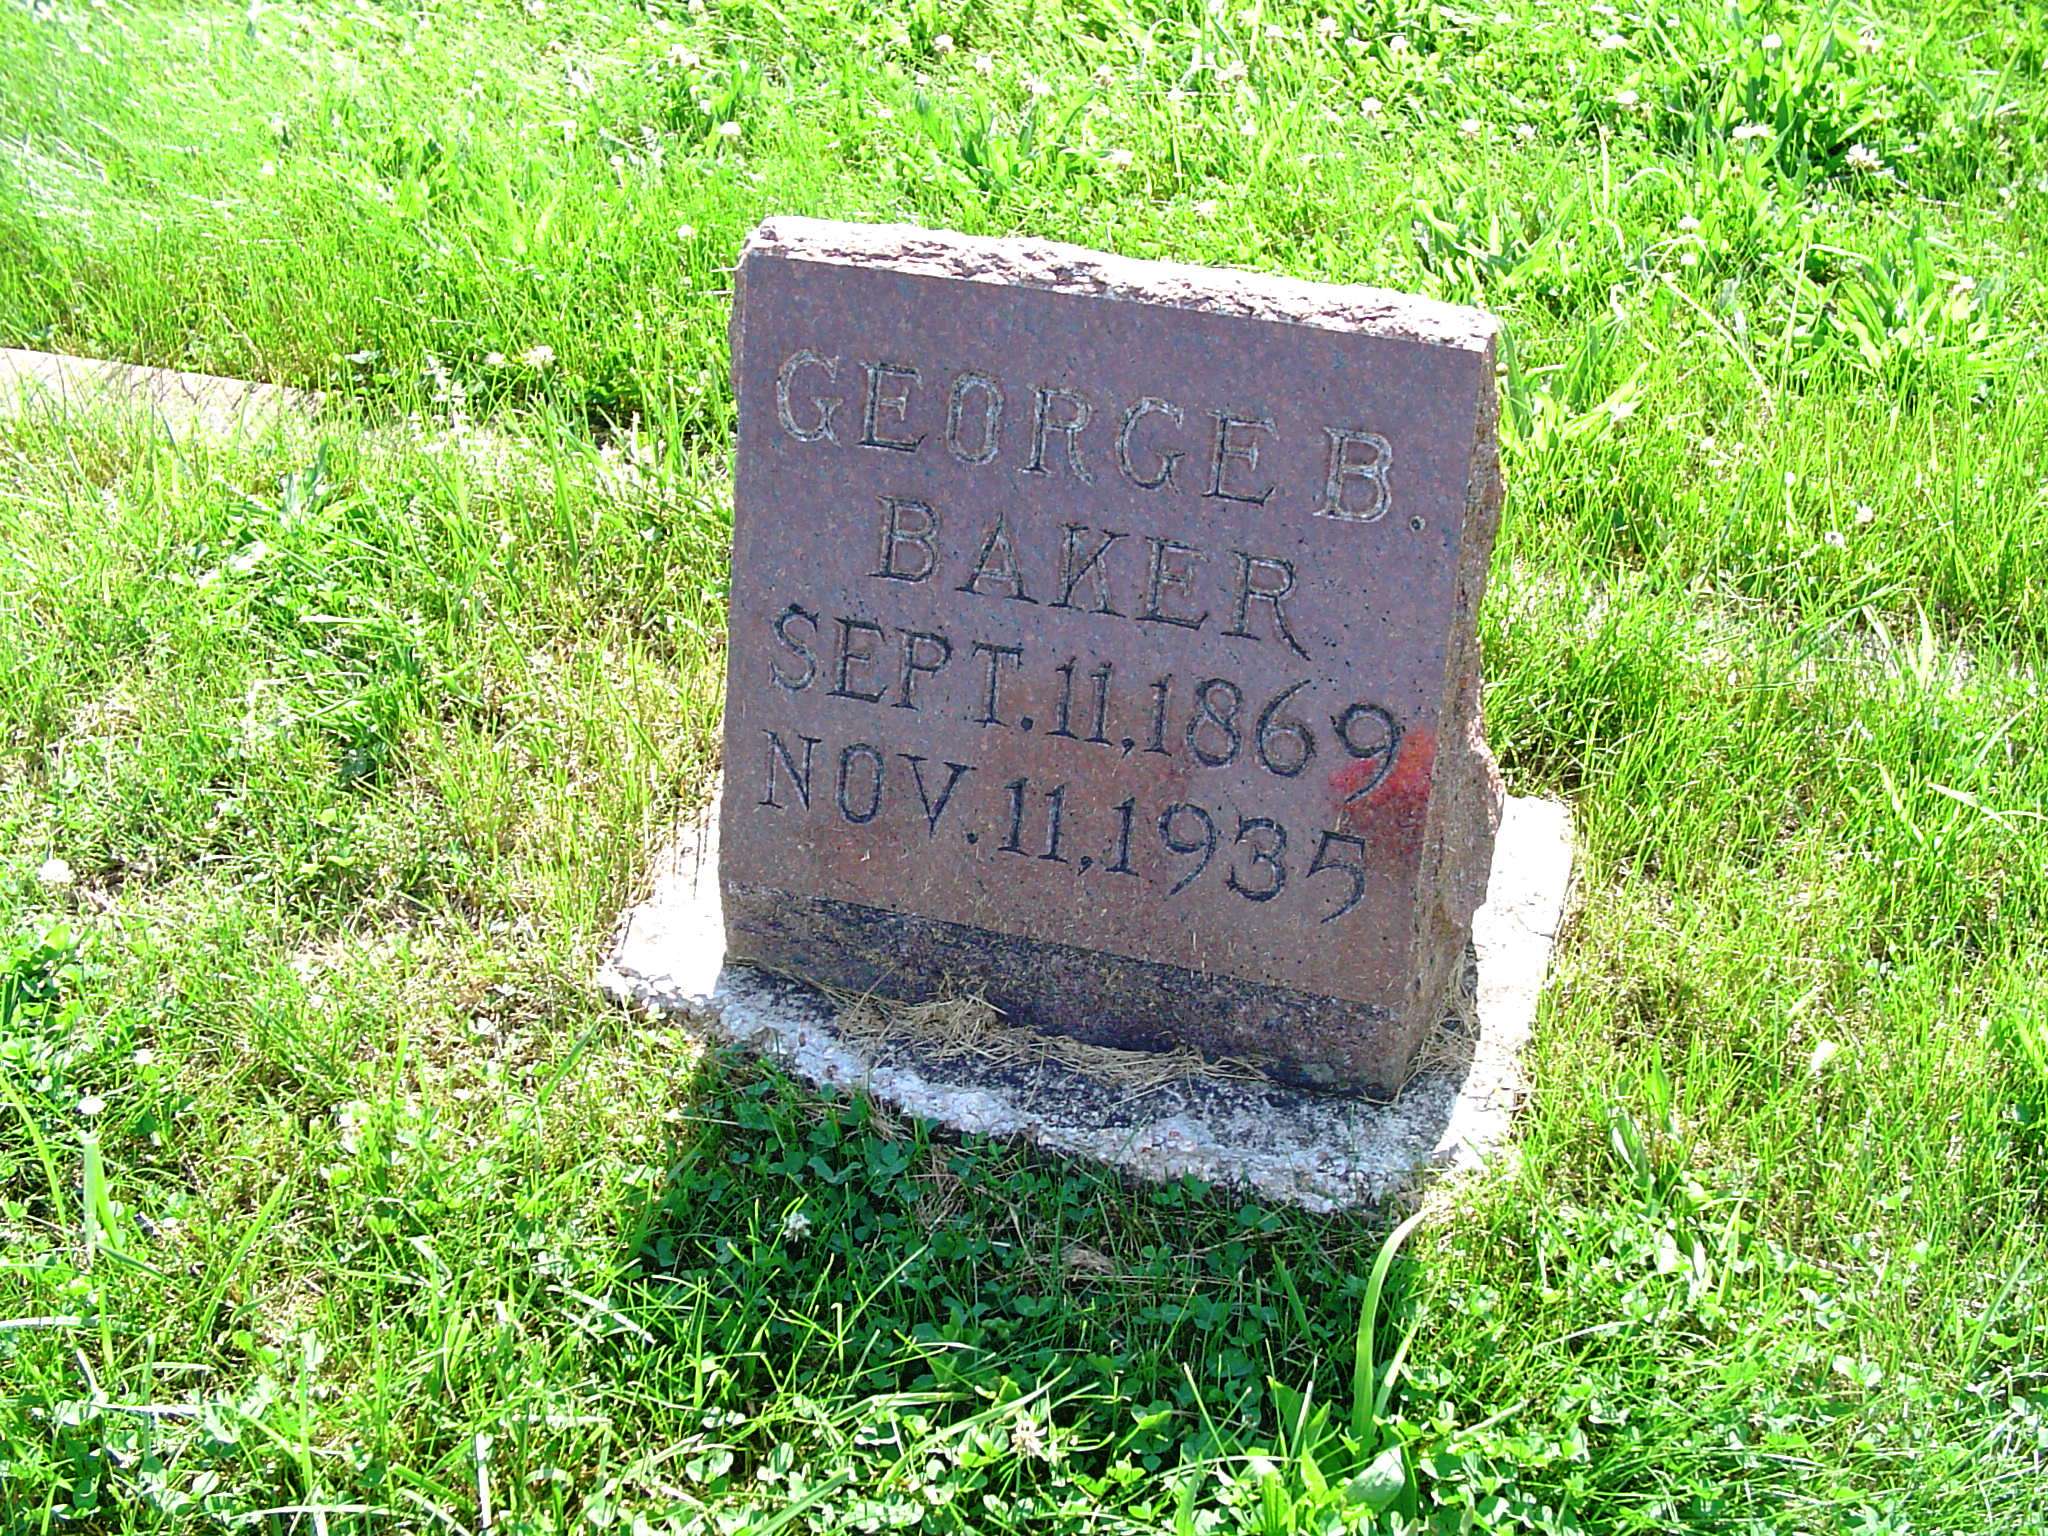 GEORGE B.
BAKER
SEPT. 11, 1869
NOV. 11, 1935